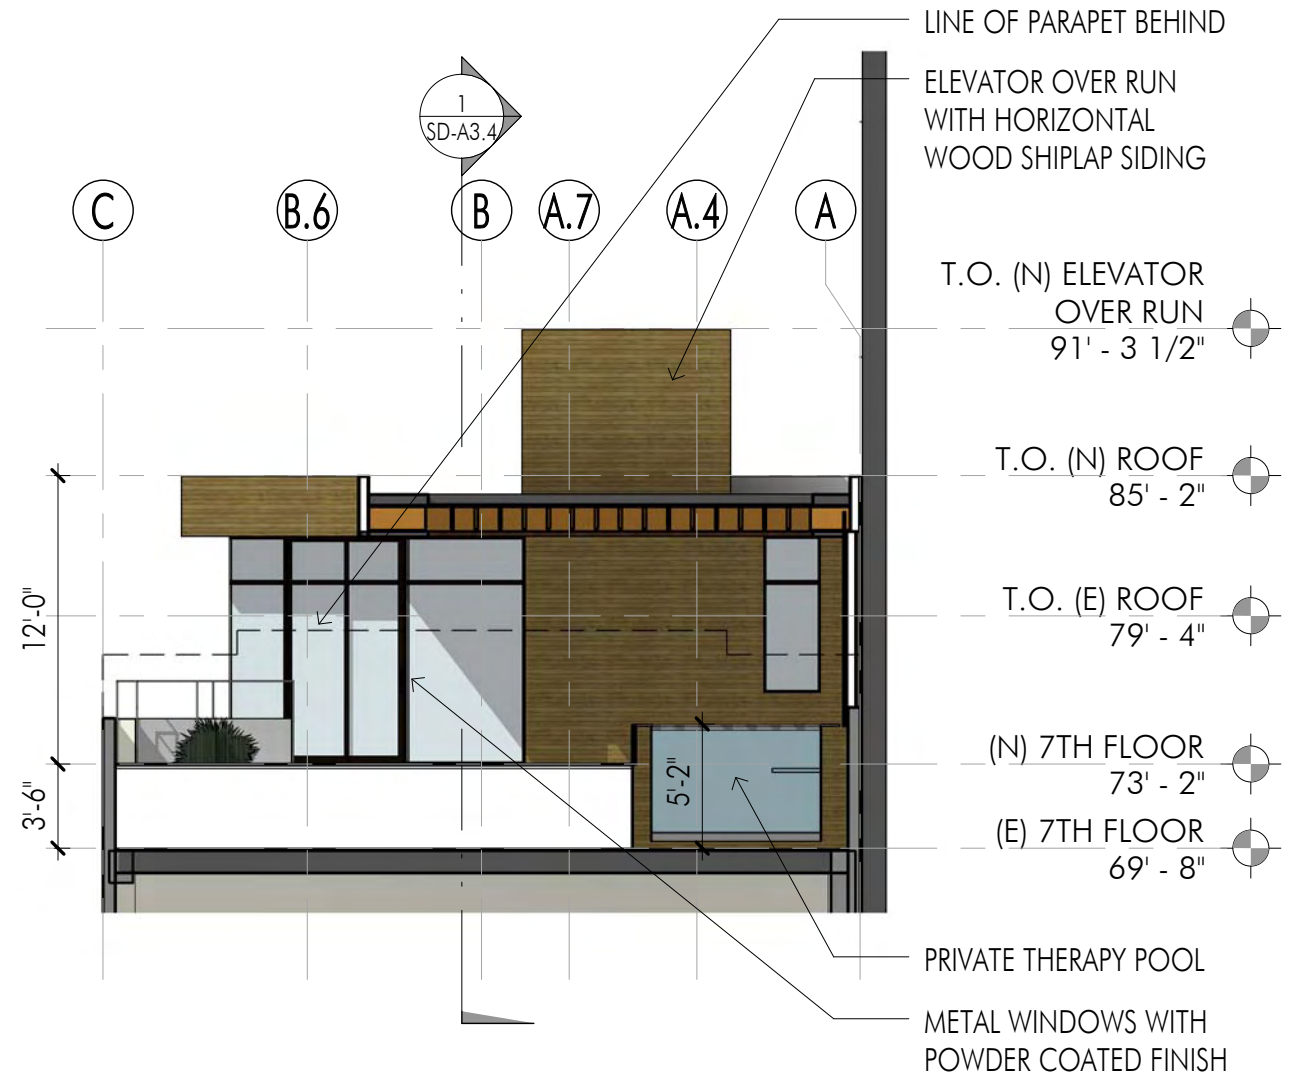 LINE OF PARAPET BEHIND
ELEVATOR OVER RUN
WITH HORIZONTAL
WOOD SHIPLAP SIDING
1
SD-A3.4
C
B.6
B
A.7
A.4
A
T.O. (N) ELEVATOR
OVER RUN
91' - 3 1/2"
T.O. (N) ROOF
85' - 2"
T.O. (E) ROOF
79' - 4"
12'-0"
(N) 7TH FLOOR
73' - 2"
3'-6"
5'-2"
(E) 7TH FLOOR
69' - 8"
PRIVATE THERAPY POOL
METAL WINDOWS WITH
POWDER COATED FINISH